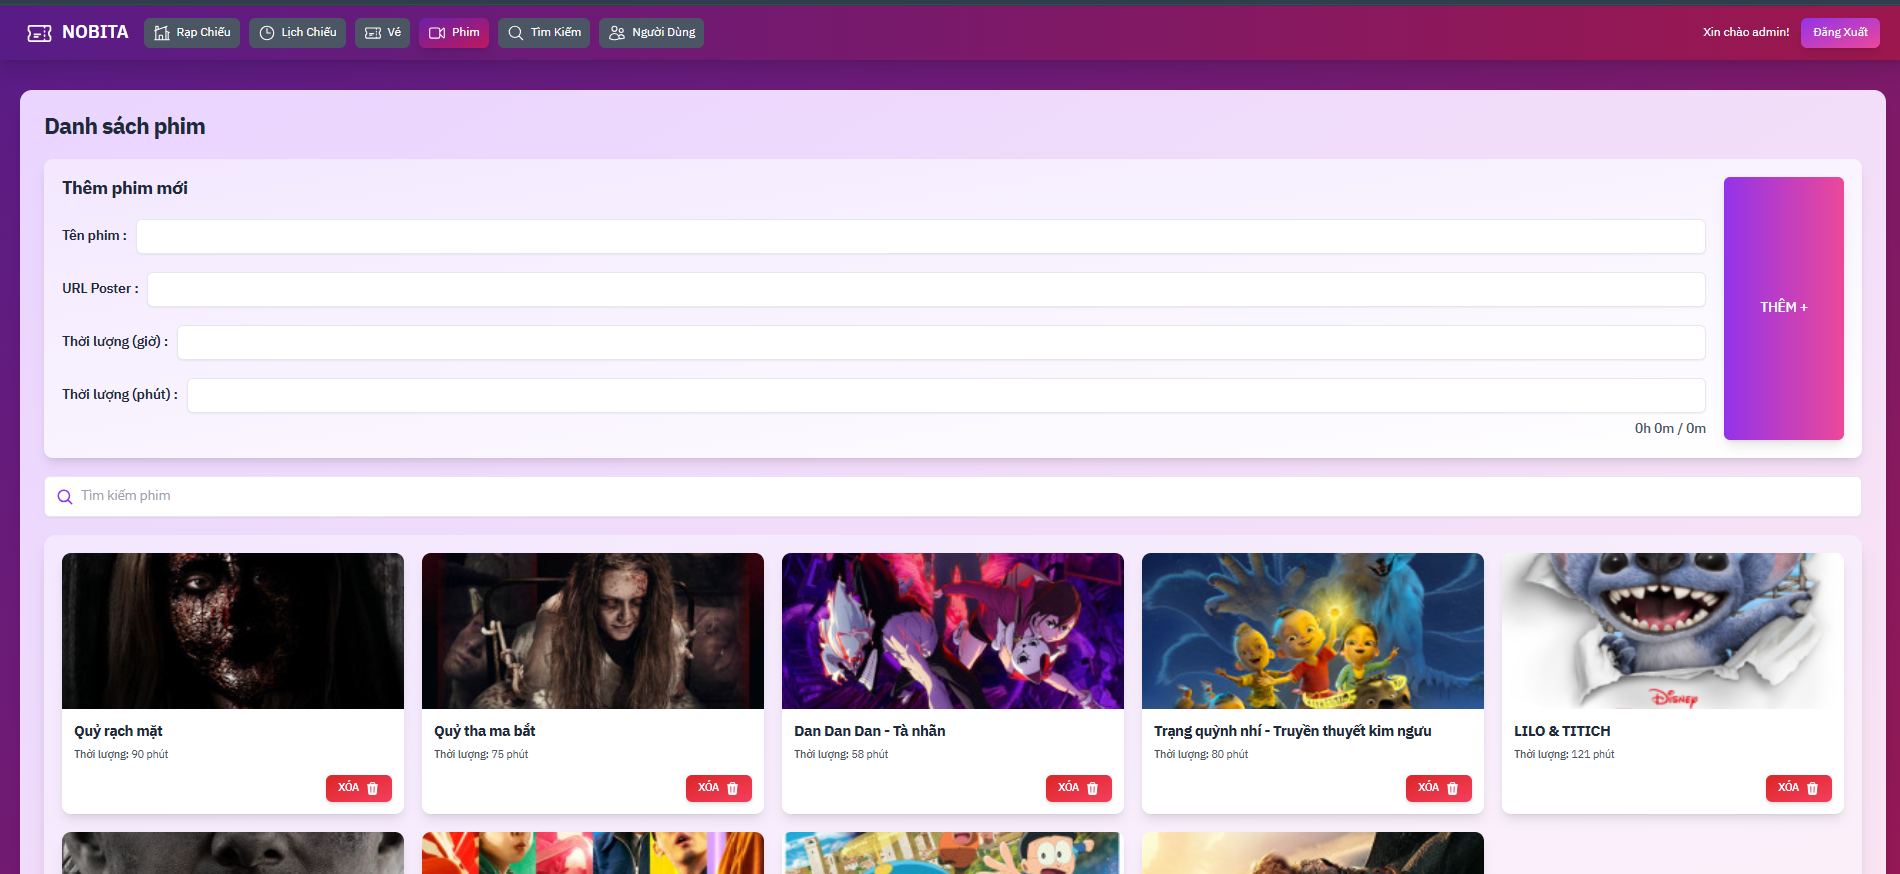 NOBITA Rạp Chiếu Lịch Chiếu Vé Phim Tìm Kiếm Người Dùng Xin chào admin! Đăng Xuất
Danh sách phim
Thêm phim mới
Tên phim :
URL Poster :
Thời lượng (giờ) :
Thời lượng (phút) :
0h 0m / 0m
THÊM +
Tìm kiếm phim
DISNEY
Quỷ rạch mặt
Thời lượng: 90 phút
XÓA
Quỷ tha ma bắt
Thời lượng: 75 phút
XÓA
Dan Dan Dan - Tà nhãn
Thời lượng: 58 phút
XÓA
Trạng quỳnh nhí - Truyền thuyết kim ngưu
Thời lượng: 80 phút
XÓA
LILO & TITICH
Thời lượng: 121 phút
XÓA